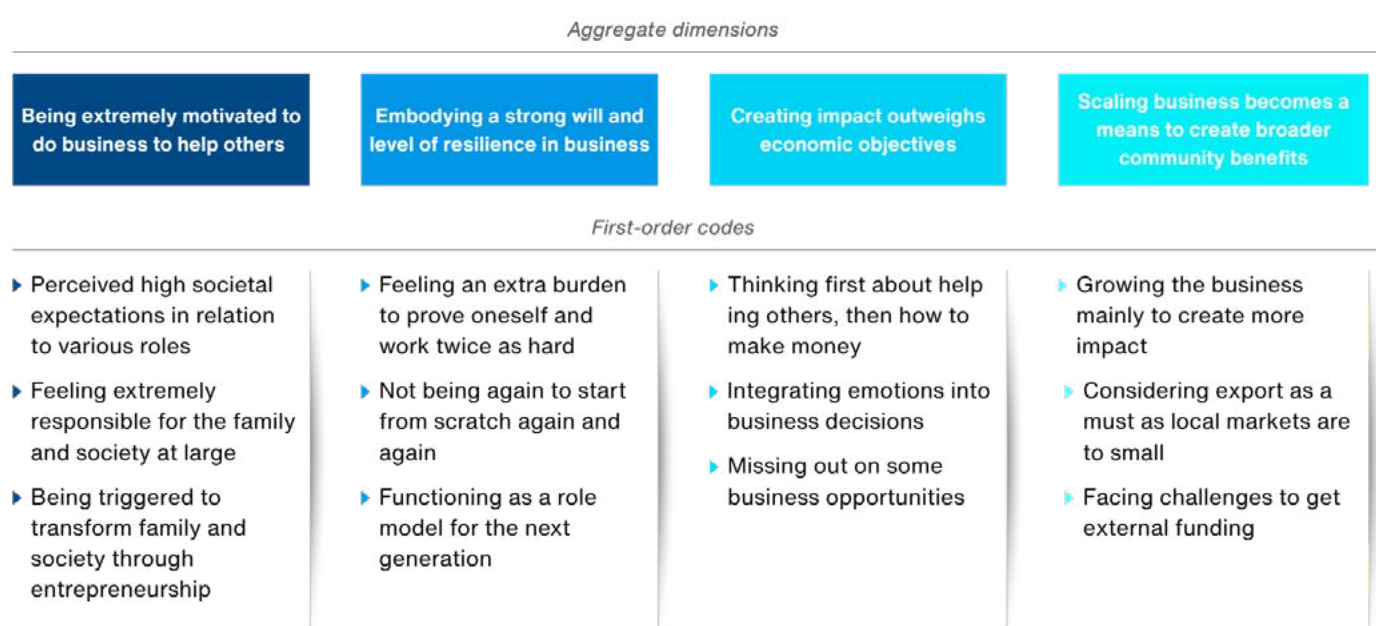 Aggregate dimensions
Being extremely motivated to
do business to help others
Embodying a strong will and
level of resilience in business
Creating impact outweighs
economic objectives
Scaling business becomes a
means to create broader
community benefits
First-order codes
Perceived high societal
expectations in relation
to various roles
Feeling extremely
responsible for the family
and society at large
Being triggered to
transform family and
society through
entrepreneurship
Feeling an extra burden
to prove oneself and
work twice as hard
Not being again to start
from scratch again and
again
Functioning as a role
model for the next
generation
Thinking first about help
ing others, then how to
make money
Integrating emotions into
business decisions
Missing out on some
business opportunities
Growing the business
mainly to create more
impact
Considering export as a
must as local markets are
to small
Facing challenges to get
external funding